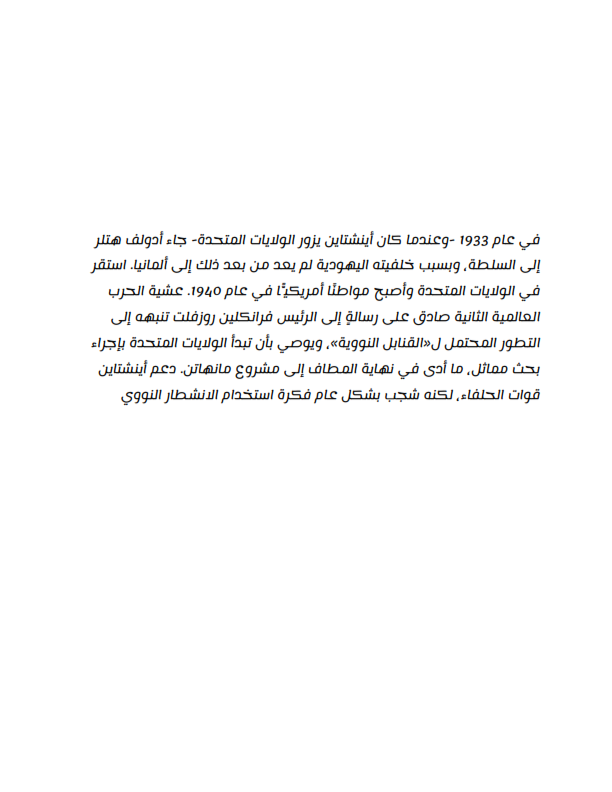 في عام 1933 -وعندما كان أينشتاين يزور الولايات المتحدة- جاء أدولف هتلر
إلى السلطة، وبسبب خلفيته اليهودية لم يعد من بعد ذلك إلى ألمانيا. استقر
في الولايات المتحدة وأصبح مواطنًا أمريكيًّا في عام 1940. عشية الحرب
العالمية الثانية صادق على رسالةٍ إلى الرئيس فرانكلين روزفلت تنبهه إلى
التطور المحتمل ل«القنابل النووية»، ويوصي بأن تبدأ الولايات المتحدة بإجراء
بحث مماثل، ما أدى في نهاية المطاف إلى مشروع مانهاتن. دعم أينشتاين
قوات الحلفاء، لكنه شجب بشكل عام فكرة استخدام الانشطار النووي